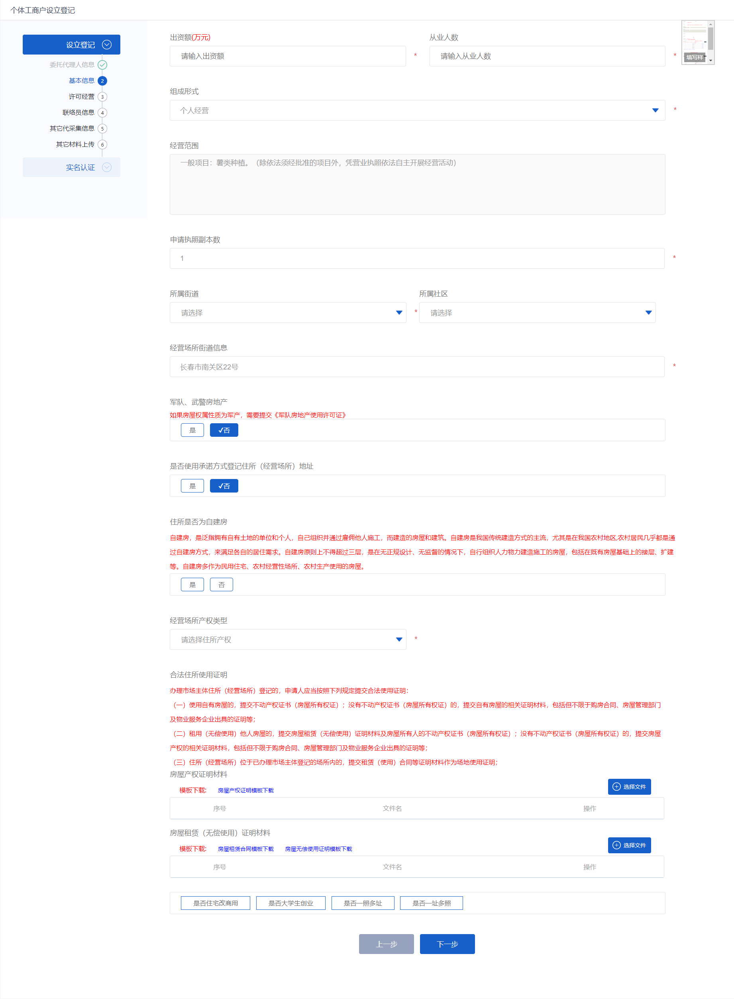 个体工商户设立登记
设立登记
委托代理人信息
基本信息 2
许可经营 3
联络员信息 4
其它代采集信息 5
其它材料上传 6
实名认证
出资额(万元) 从业人数
请输入出资额 * 请输入从业人数 *
填写样
组成形式
个人经营 *
经营范围
一般项目：薯类种植。（除依法须经批准的项目外，凭营业执照依法自主开展经营活动）
申请执照副本数
1 *
所属街道 所属社区
请选择 * 请选择
经营场所街道信息
长春市南关区22号 *
军队、武警房地产
如果房屋权属性质为军产，需要提交《军队房地产使用许可证》
是 ✓否
是否使用承诺方式登记住所（经营场所）地址
是 ✓否
住所是否为自建房
自建房，是泛指拥有自有土地的单位和个人，自己组织并通过雇佣他人施工，而建造的房屋和建筑。自建房是我国传统建造方式的主流，尤其是在我国农村地区,农村居民几乎都是通
过自建房方式，来满足各自的居住需求。自建房原则上不得超过三层，是在无正规设计、无监督的情况下，自行组织人力物力建造施工的房屋，包括在既有房屋基础上的接层、扩建
等。自建房多作为民用住宅、农村经营性场所、农村生产使用的房屋。
是 否
经营场所产权类型
请选择住所产权 *
合法住所使用证明
办理市场主体住所（经营场所）登记的，申请人应当按照下列规定提交合法使用证明：
（一）使用自有房屋的，提交不动产权证书（房屋所有权证）；没有不动产权证书（房屋所有权证）的，提交自有房屋的相关证明材料，包括但不限于购房合同、房屋管理部门
及物业服务企业出具的证明等；
（二）租用（无偿使用）他人房屋的，提交房屋租赁（无偿使用）证明材料及房屋所有人的不动产权证书（房屋所有权证）；没有不动产权证书（房屋所有权证）的，提交房屋
产权的相关证明材料，包括但不限于购房合同、房屋管理部门及物业服务企业出具的证明等；
（三）住所（经营场所）位于已办理市场主体登记的场所内的，提交租赁（使用）合同等证明材料作为场地使用证明；
房屋产权证明材料
模板下载: 房屋产权证明模板下载 选择文件
序号 文件名 操作
房屋租赁（无偿使用）证明材料
模板下载: 房屋租赁合同模板下载 房屋无偿使用证明模板下载 选择文件
序号 文件名 操作
是否住宅改商用 是否大学生创业 是否一照多址 是否一址多照
上一步 下一步